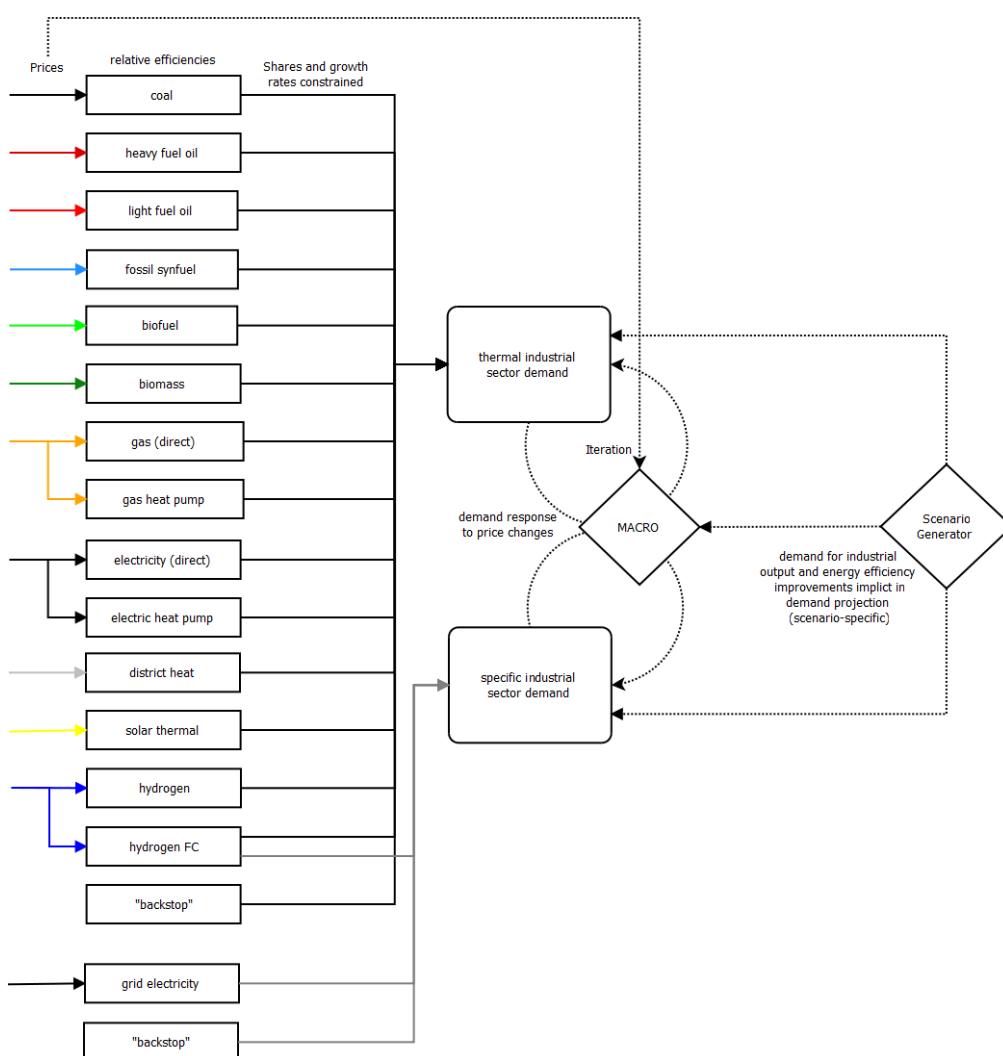 Prices
relative efficiencies
Shares and growth
rates constrained
coal
heavy fuel oil
light fuel oil
fossil synfuel
biofuel
biomass
gas (direct)
gas heat pump
electricity (direct)
electric heat pump
district heat
solar thermal
hydrogen
hydrogen FC
"backstop"
grid electricity
"backstop"
thermal industrial
sector demand
Iteration
demand response
to price changes
MACRO
specific industrial
sector demand
Scenario
Generator
demand for industrial
output and energy efficiency
improvements implict in
demand projection
(scenario-specific)